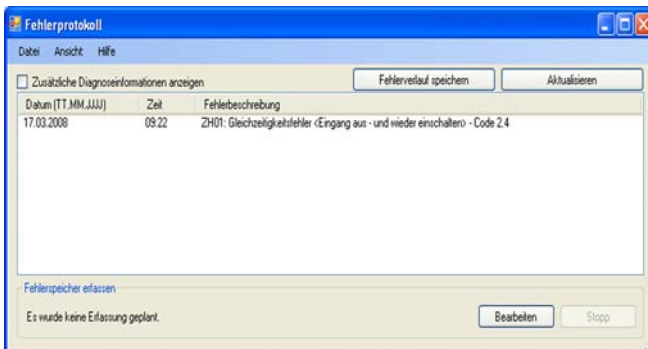 Fehlerprotokoll
Datei Ansicht Hilfe
Zusätzliche Diagnoseinformationen anzeigen Fehlerverlauf speichern Aktualisieren
Datum (TT.MM.JJJJ) Zeit Fehlerbeschreibung
17.03.2008 09:22 ZH01: Gleichzeitigkeitsfehler <Eingang aus - und wieder einschalten> - Code 2.4
Fehlerspeicher erfassen
Es wurde keine Erfassung geplant. Bearbeiten Stopp